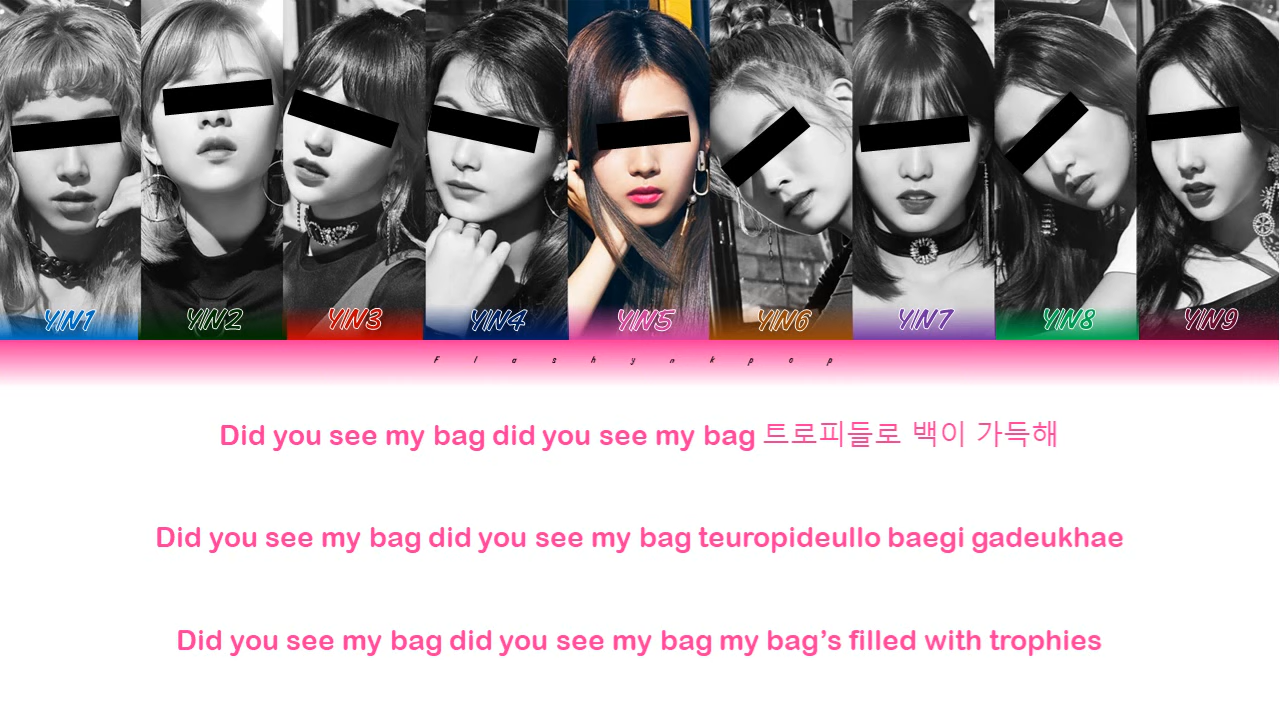 YIN1 YIN2 YIN3 YIN4 YIN5 YIN6 YIN7 YIN8 YIN9
Flashynkpop
Did you see my bag did you see my bag 트로피들로 백이 가득해
Did you see my bag did you see my bag teuropideullo baegi gadeukhae
Did you see my bag did you see my bag my bag’s filled with trophies